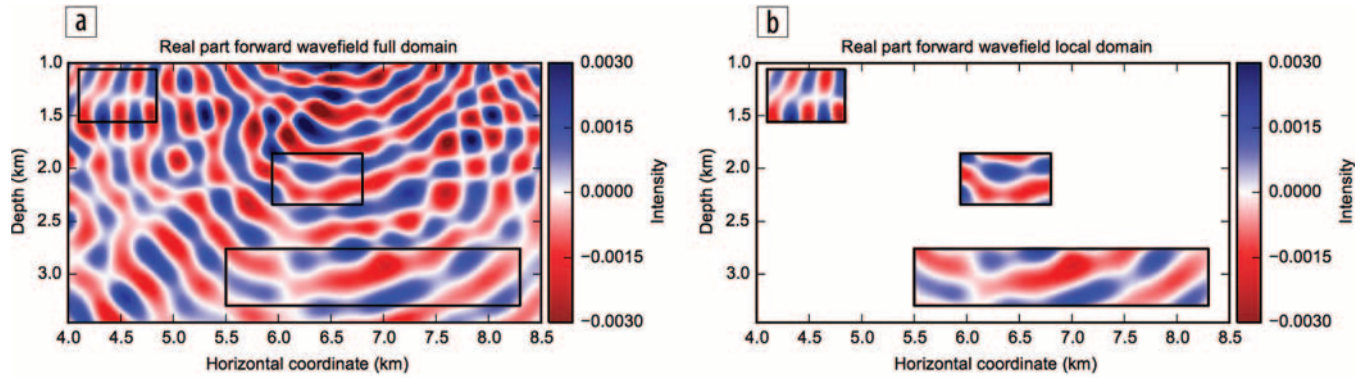 a
Real part forward wavefield full domain
1.0
1.5
2.0
2.5
3.0
Depth (km)
4.0 4.5 5.0 5.5 6.0 6.5 7.0 7.5 8.0 8.5
Horizontal coordinate (km)
0.0030
0.0015
0.0000
−0.0015
−0.0030
Intensity
b
Real part forward wavefield local domain
1.0
1.5
2.0
2.5
3.0
Depth (km)
4.0 4.5 5.0 5.5 6.0 6.5 7.0 7.5 8.0 8.5
Horizontal coordinate (km)
0.0030
0.0015
0.0000
−0.0015
−0.0030
Intensity